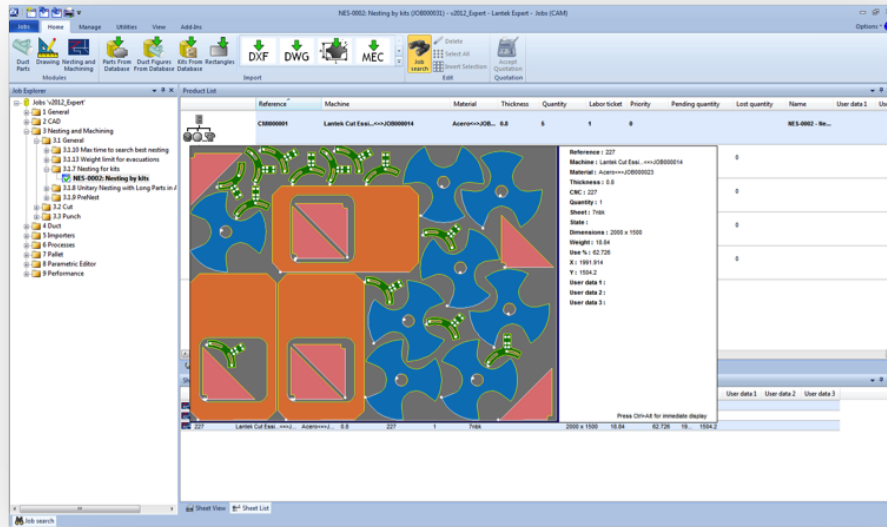 NES-0002: Nesting by kits (JOB000031) - v2012_Expert - Lantek Expert - Jobs (CAM)
Jobs Home Manage Utilities View Add-Ins Options
Duct Parts
Drawing
Nesting and Machining
Parts From Database
Duct Figures From Database
Kits From Database
Rectangles
DXF DWG MEC
Job search
Delete
Select All
Insert Selection
Accept Quotation
Modules Import Edit Quotation
Job Explorer
Product List
Jobs 'v2012_Expert'
1 General
2 CAD
3 Nesting and Machining
3.1 General
3.1.10 Max time to search best nesting
3.1.13 Weight limit for evacuations
3.1.7 Nesting for kits
NES-0002: Nesting by kits
3.1.8 Unitary Nesting with Long Parts in A
3.1.9 PreNest
3.2 Cut
3.3 Punch
4 Duct
5 Importers
6 Processes
7 Pallet
8 Parametric Editor
9 Performance
Reference Machine Material Thickness Quantity Labor ticket Priority Pending quantity Lost quantity Name User data 1
Lantek Cut Essi...<=>JOB000014 Acero<=>JOB... 0.8 5 1 0 NES-0002 - Ne...
0
0
0
0
Reference : 227
Machine : Lantek Cut Essi...<=>JOB000014
Material : Acero<=>JOB000023
Thickness : 0.8
CNC : 227
Quantity : 1
Sheet :
State :
Dimensions : 2000 x 1500
Weight : 18.84
Use % : 62.726
X : 1991.914
Y : 1504.2
User data 1 :
User data 2 :
User data 3 :
Press Ctrl+Alt for immediate display
User data 1 User data 2 User data 3
227 Lantek Cut Essi...<=>J... Acero<=>J... 0.8 227 1 2000 x 1500 18.84 62.726 19... 1504.2
Sheet View Sheet List
Job search